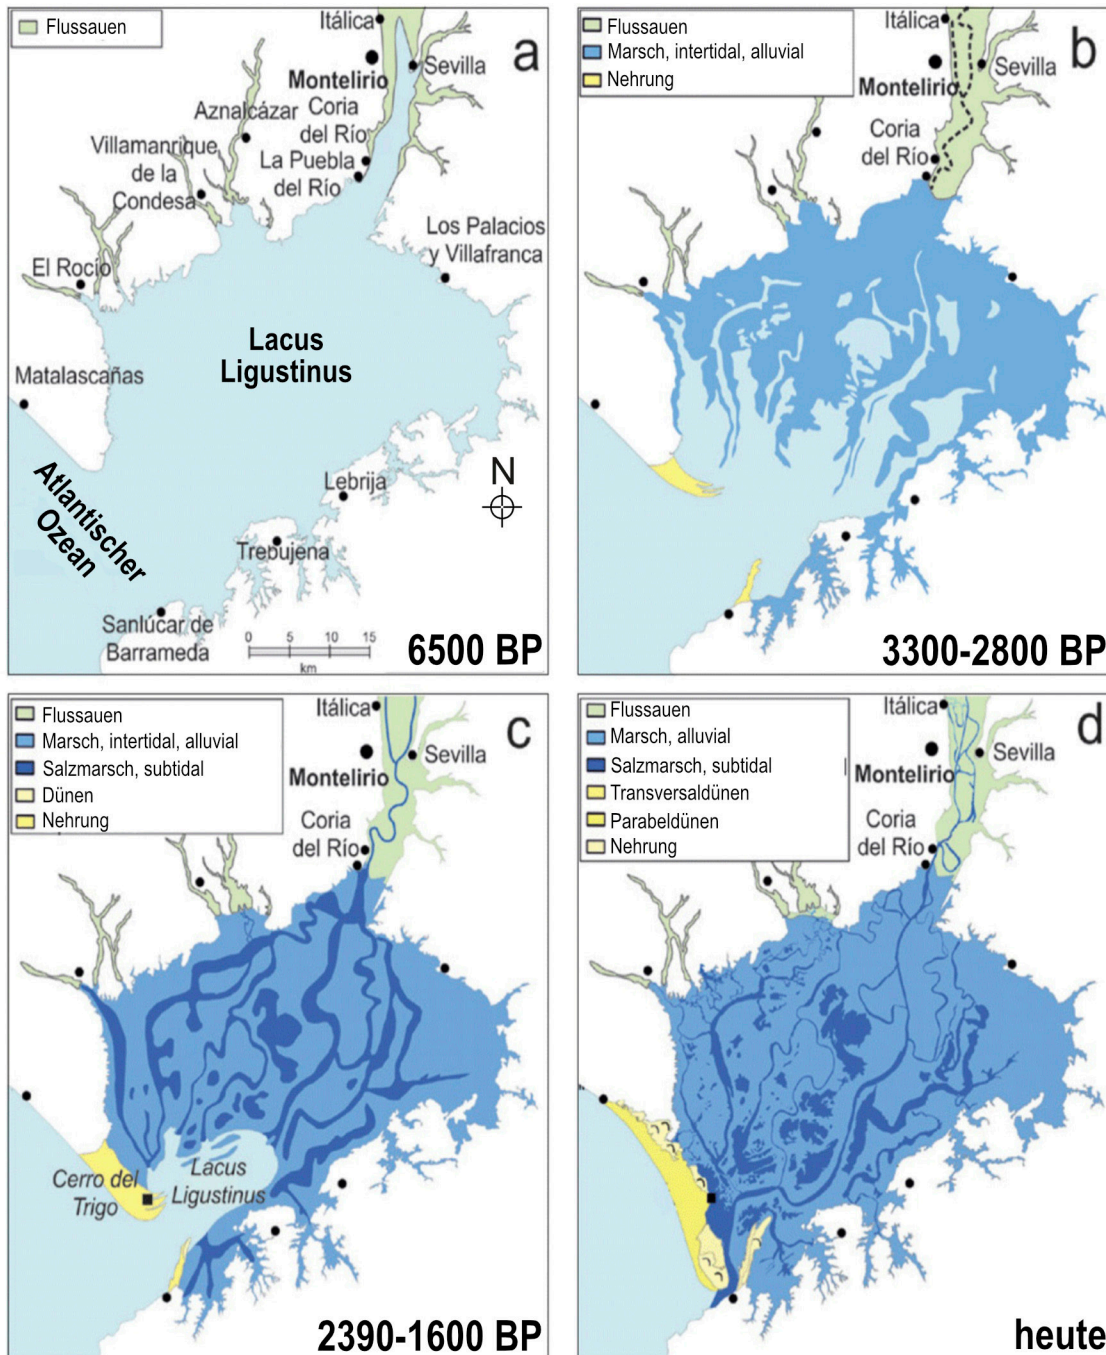 Flussauen
Itálica
a
Montelirio
Sevilla
Aznalcázar
Coria
del Río
Villamanrique
de la
Condesa
La Puebla
del Río
Los Palacios
y Villafranca
El Rocío
Lacus
Ligustinus
Matalascañas
Atlantischer
Ozean
Lebrija
N
Trebujena
Sanlúcar de
Barrameda
0 5 10 15
km
6500 BP
Flussauen
Marsch, intertidal, alluvial
Nehrung
Itálica
b
Sevilla
Montelirio
Coria
del Río
3300-2800 BP
Flussauen
Marsch, intertidal, alluvial
Salzmarsch, subtidal
Dünen
Nehrung
Itálica
c
Sevilla
Montelirio
Coria
del Río
Cerro del
Trigo
Lacus
Ligustinus
2390-1600 BP
Flussauen
Marsch, alluvial
Salzmarsch, subtidal
Transversaldünen
Parabeldünen
Nehrung
Itálica
d
Sevilla
Montelirio
Coria
del Río
heute